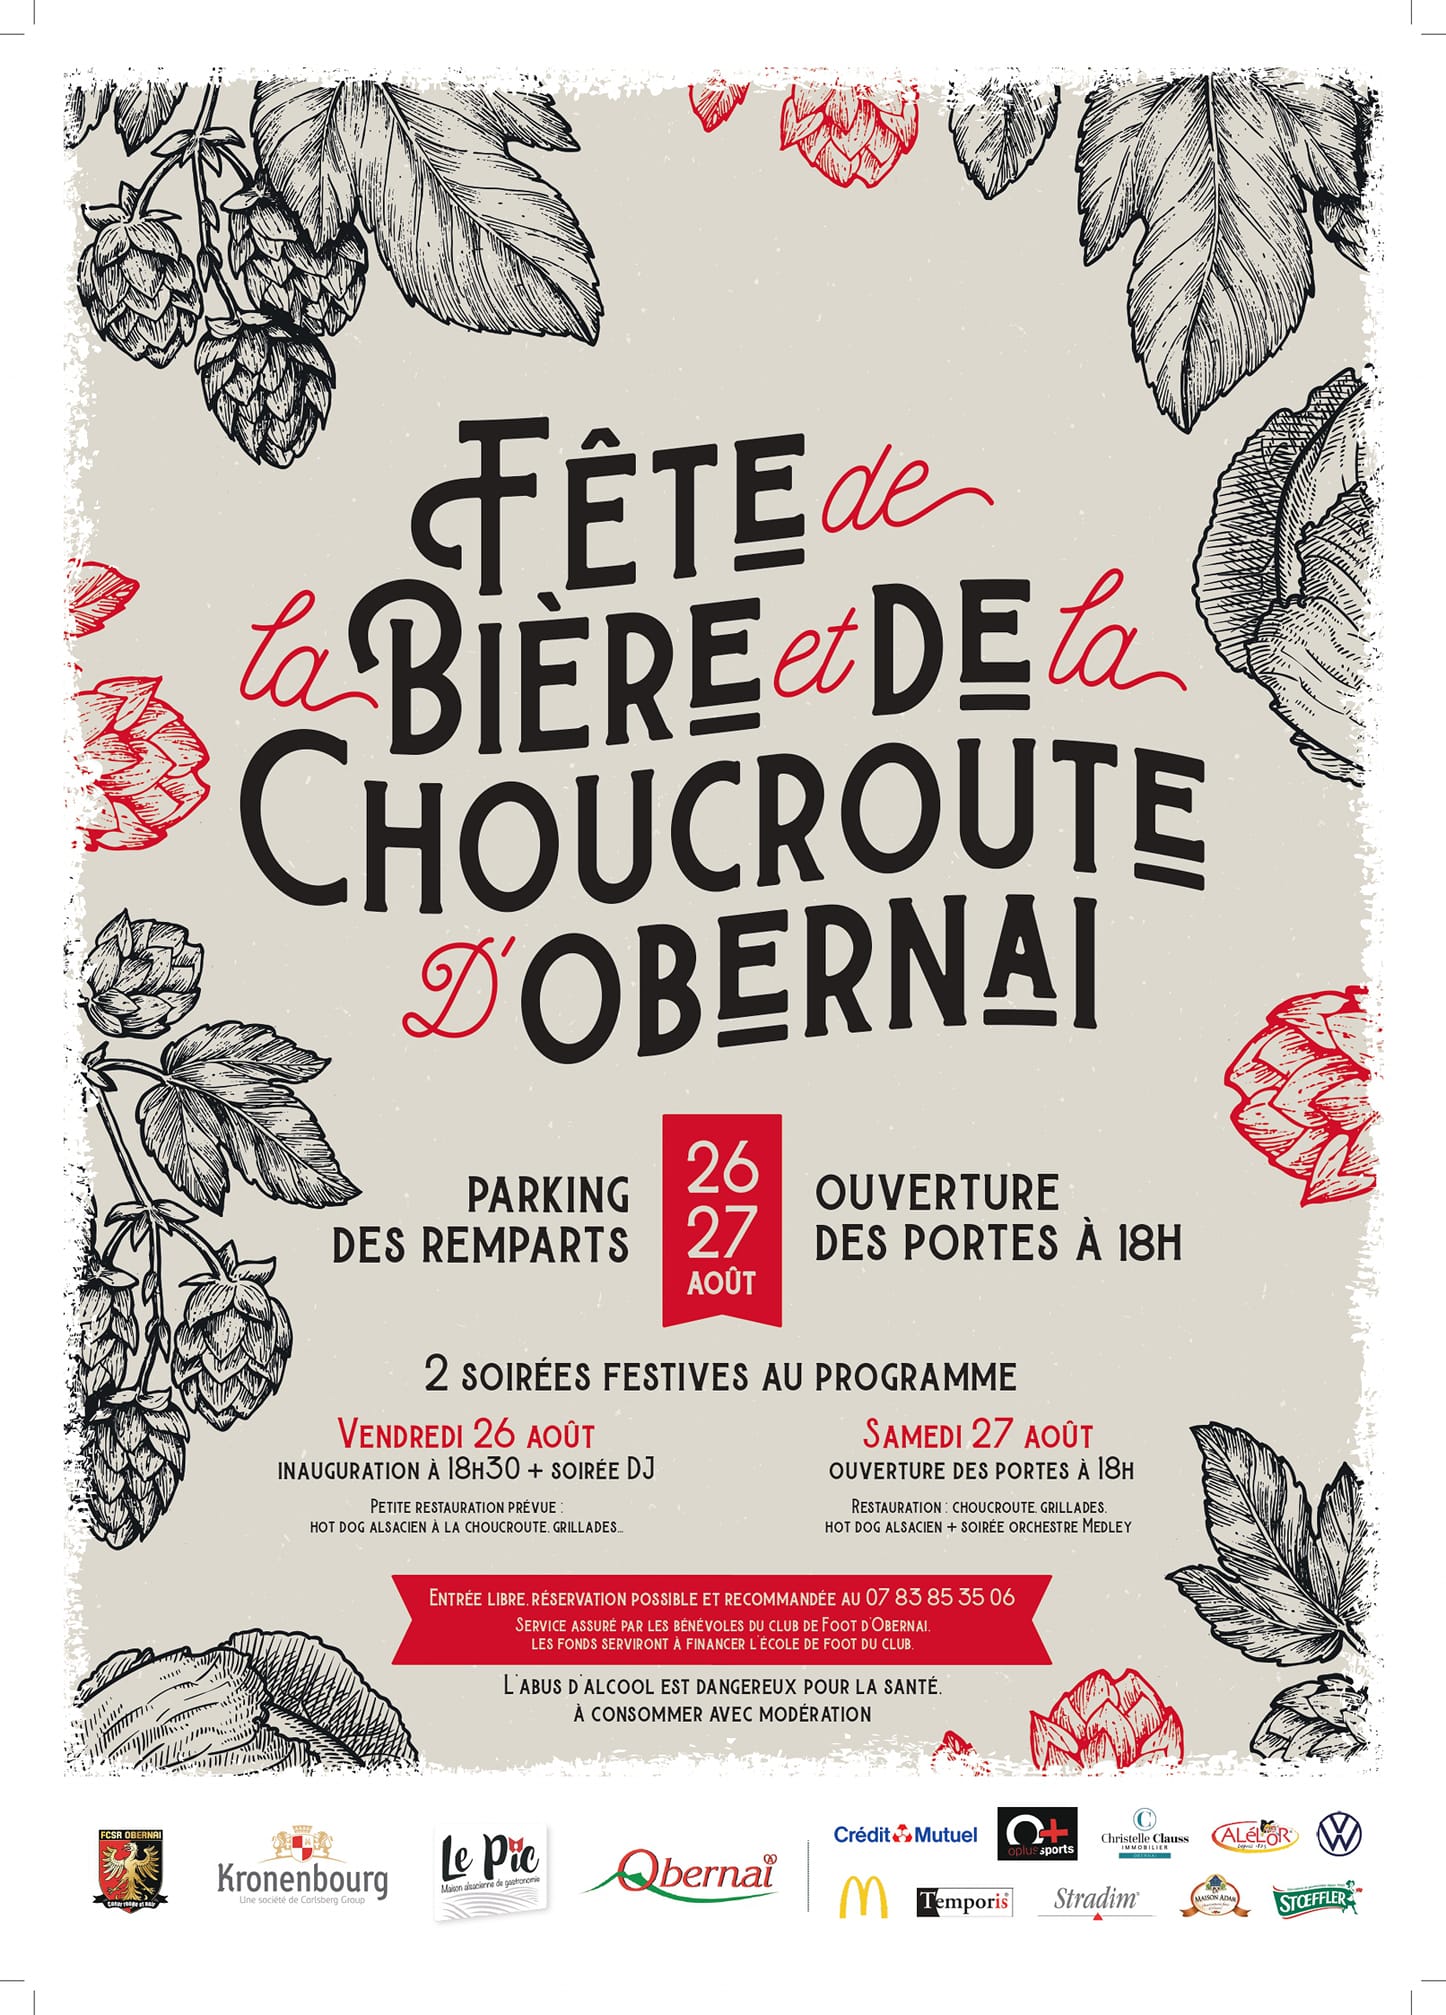 FÊTE de
la BIÈRE et DE la
CHOUCROUTE
D'OBERNAI
PARKING
DES REMPARTS
26
27
AOÛT
OUVERTURE
DES PORTES À 18H
2 SOIRÉES FESTIVES AU PROGRAMME
VENDREDI 26 AOÛT
INAUGURATION À 18H30 + SOIRÉE DJ
PETITE RESTAURATION PRÉVUE :
HOT DOG ALSACIEN À LA CHOUCROUTE, GRILLADES...
SAMEDI 27 AOÛT
OUVERTURE DES PORTES À 18H
RESTAURATION : CHOUCROUTE, GRILLADES,
HOT DOG ALSACIEN + SOIRÉE ORCHESTRE MEDLEY
ENTRÉE LIBRE, RÉSERVATION POSSIBLE ET RECOMMANDÉE AU 07 83 85 35 06
SERVICE ASSURÉ PAR LES BÉNÉVOLES DU CLUB DE FOOT D'OBERNAI.
LES FONDS SERVIRONT À FINANCER L'ÉCOLE DE FOOT DU CLUB.
L'ABUS D'ALCOOL EST DANGEREUX POUR LA SANTÉ.
À CONSOMMER AVEC MODÉRATION
FCSR OBERNAI
Kronenbourg
Une société de Carlsberg Group
Le Pic
Maison alsacienne de gastronomie
Obernai
Crédit Mutuel
O+
oplus sports
Christelle Clauss
IMMOBILIER
OBERNAI
ALÉLOR
VW
M
Temporis
Stradim
MAISON ADAM
STOEFFLER